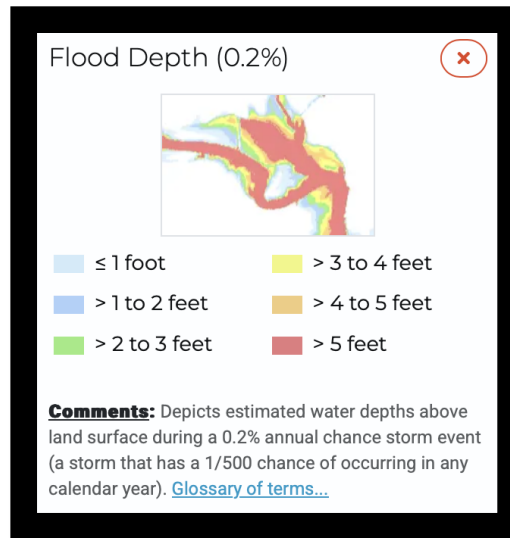 Flood Depth (0.2%)
×
≤ 1 foot
> 3 to 4 feet
> 1 to 2 feet
> 4 to 5 feet
> 2 to 3 feet
> 5 feet
Comments: Depicts estimated water depths above
land surface during a 0.2% annual chance storm event
(a storm that has a 1/500 chance of occurring in any
calendar year). Glossary of terms...